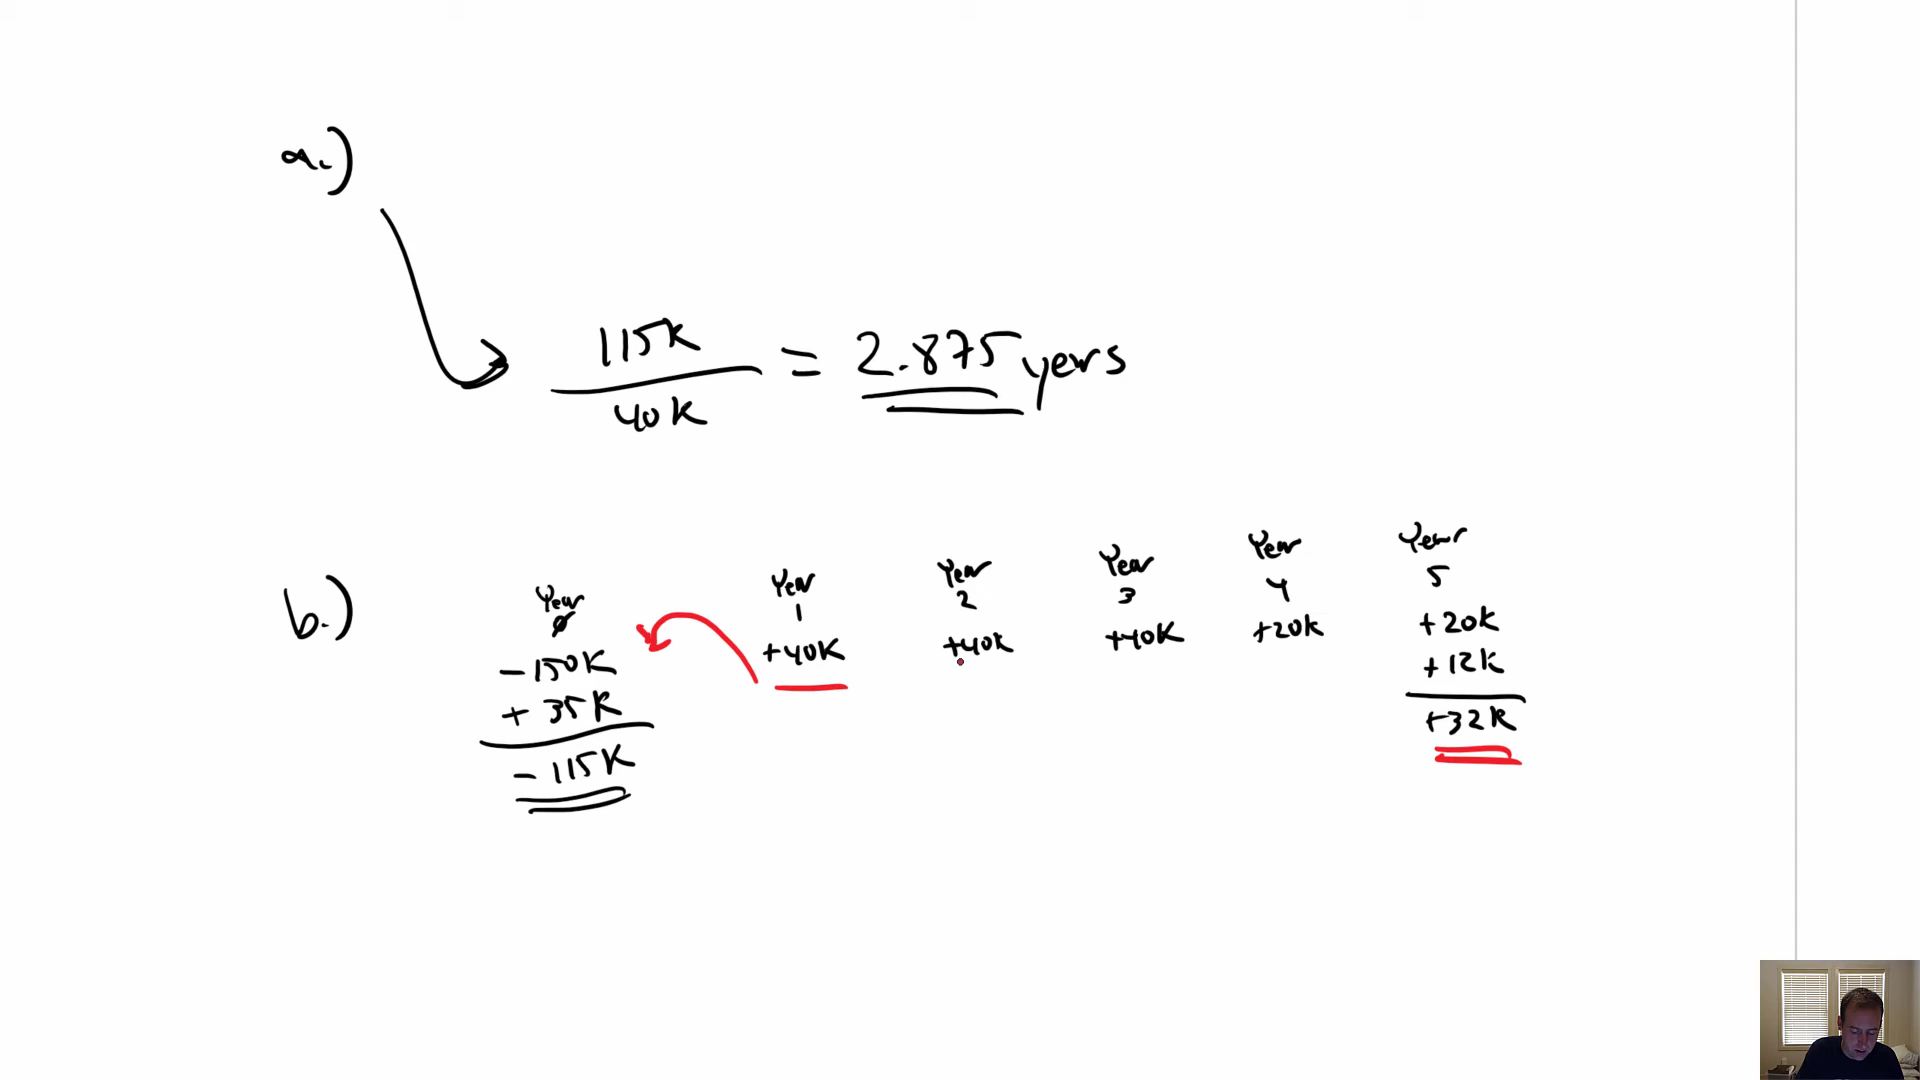 a.)
115K
40K
= 2.875 years
b.)
Year 0
-150K
+ 35K
-115K
Year 1
+40K
Year 2
+40K
Year 3
+40K
Year 4
+20K
Year 5
+20K
+12K
+32K